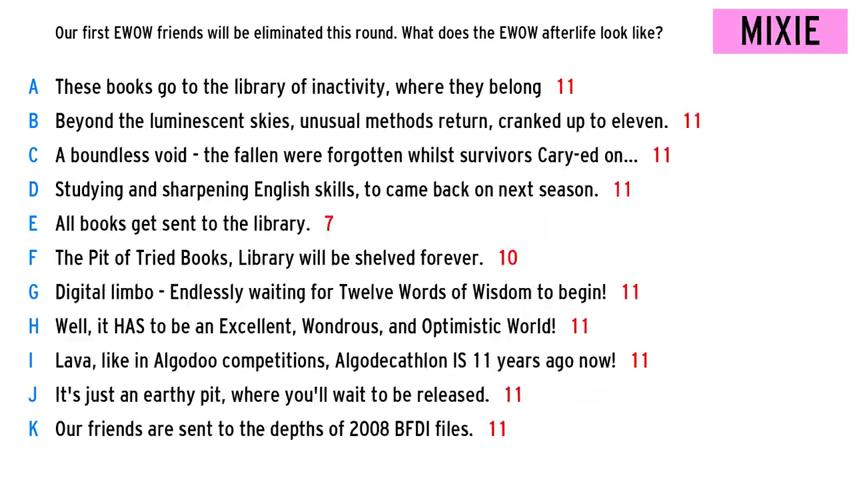 Our first EWOW friends will be eliminated this round. What does the EWOW afterlife look like?
MIXIE
A These books go to the library of inactivity, where they belong 11
B Beyond the luminescent skies, unusual methods return, cranked up to eleven. 11
C A boundless void - the fallen were forgotten whilst survivors Cary-ed on... 11
D Studying and sharpening English skills, to came back on next season. 11
E All books get sent to the library. 7
F The Pit of Tried Books, Library will be shelved forever. 10
G Digital limbo - Endlessly waiting for Twelve Words of Wisdom to begin! 11
H Well, it HAS to be an Excellent, Wondrous, and Optimistic World! 11
I Lava, like in Algodoo competitions, Algodecathlon IS 11 years ago now! 11
J It's just an earthy pit, where you'll wait to be released. 11
K Our friends are sent to the depths of 2008 BFDI files. 11